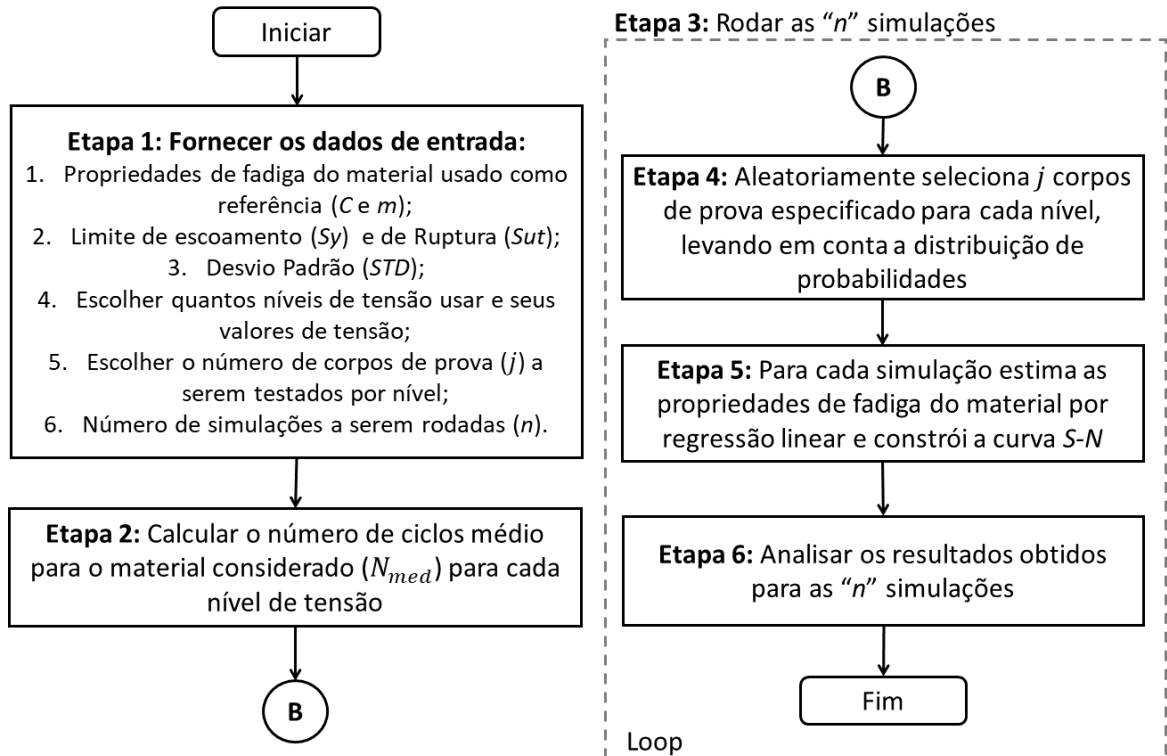 Iniciar
Etapa 1: Fornecer os dados de entrada:
1. Propriedades de fadiga do material usado como
referência (C e m);
2. Limite de escoamento (Sy) e de Ruptura (Sut);
3. Desvio Padrão (STD);
4. Escolher quantos níveis de tensão usar e seus
valores de tensão;
5. Escolher o número de corpos de prova (j) a
serem testados por nível;
6. Número de simulações a serem rodadas (n).
Etapa 2: Calcular o número de ciclos médio
para o material considerado (N_med) para cada
nível de tensão
B
Etapa 3: Rodar as “n” simulações
B
Etapa 4: Aleatoriamente seleciona j corpos
de prova especificado para cada nível,
levando em conta a distribuição de
probabilidades
Etapa 5: Para cada simulação estima as
propriedades de fadiga do material por
regressão linear e constrói a curva S-N
Etapa 6: Analisar os resultados obtidos
para as “n” simulações
Fim
Loop